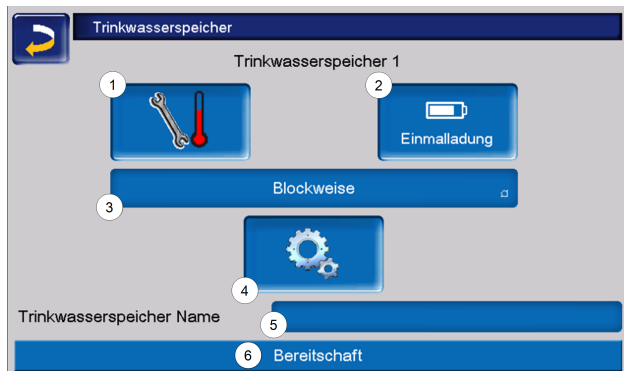 Trinkwasserspeicher
Trinkwasserspeicher 1
1
2
Einmalladung
Blockweise
3
4
Trinkwasserspeicher Name
5
6 Bereitschaft